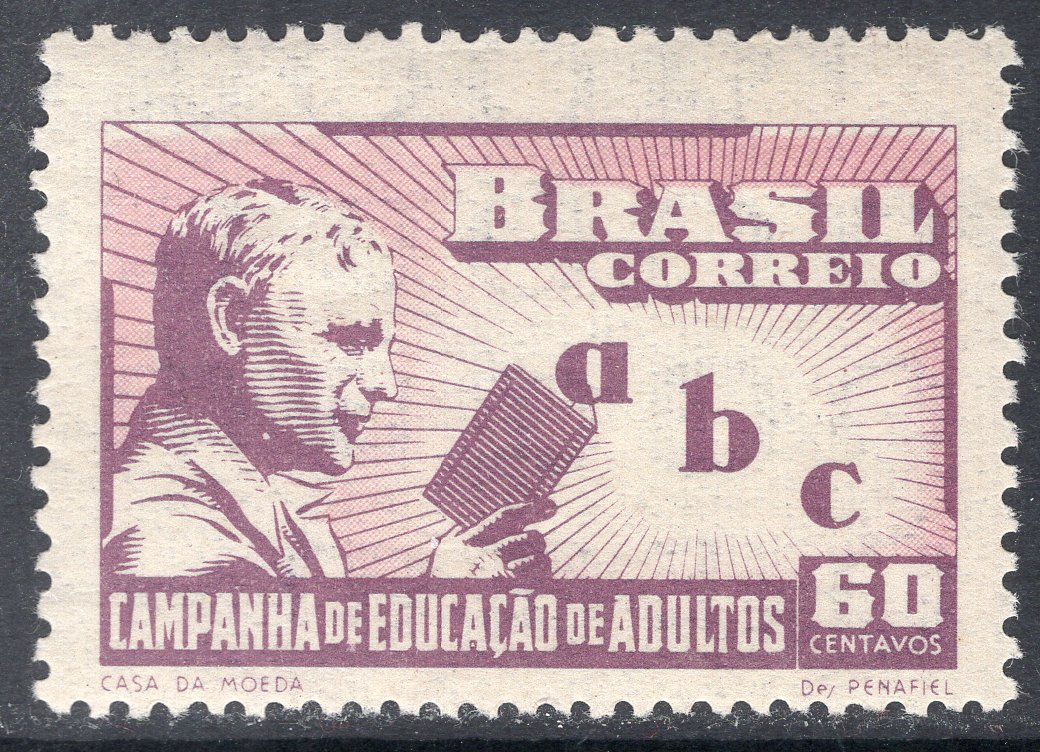 BRASIL
CORREIO
a
b
c
60
CENTAVOS
CAMPANHA DE EDUCAÇÃO DE ADULTOS
CASA DA MOEDA
Des PENAFIEL